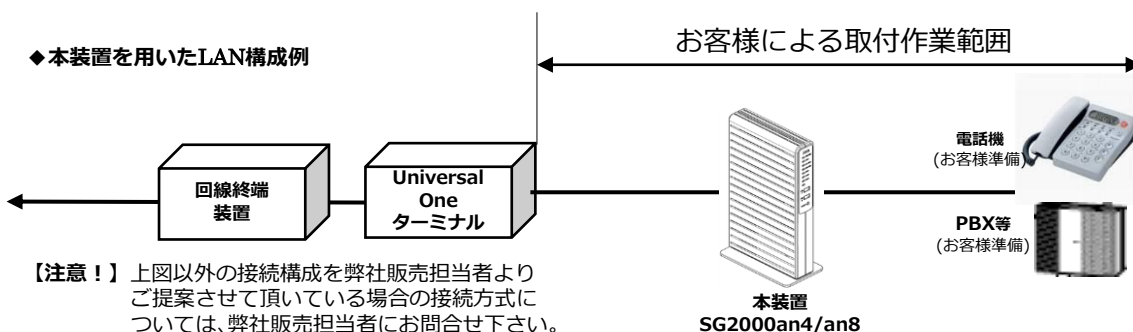 お客様による取付作業範囲
◆本装置を用いたLAN構成例
電話機
(お客様準備)
回線終端
装置
Universal
One
ターミナル
PBX等
(お客様準備)
【注意！】上図以外の接続構成を弊社販売担当者より
ご提案させて頂いている場合の接続方式に
ついては、弊社販売担当者にお問合せ下さい。
本装置
SG2000an4/an8